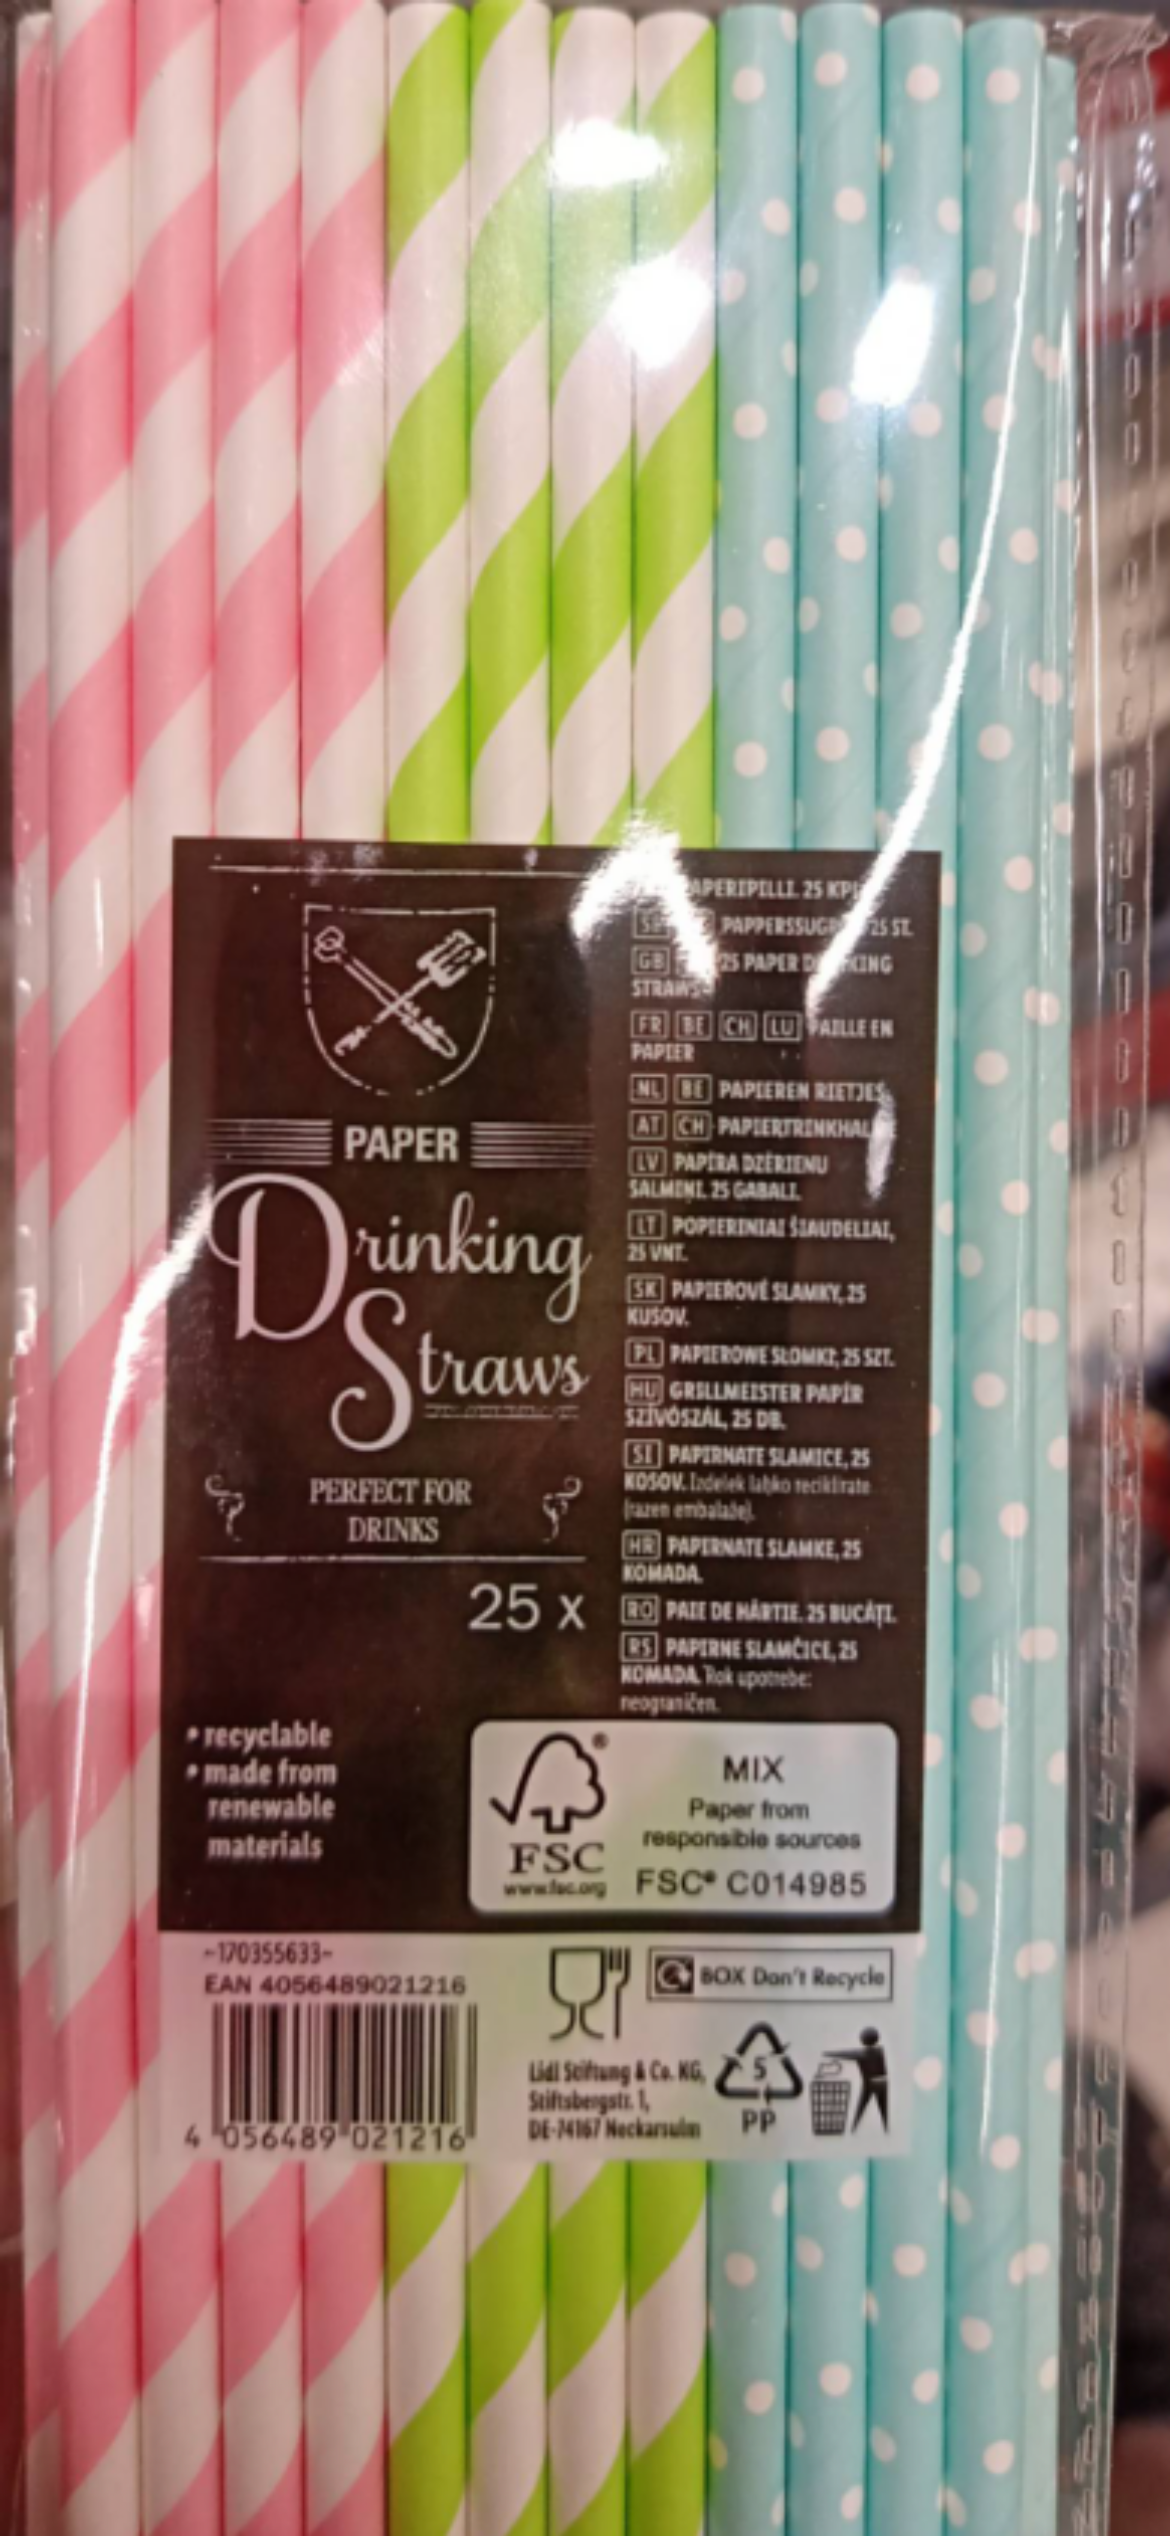 PAPER
Drinking
Straws
PERFECT FOR
DRINKS
25 x
• recyclable
• made from
renewable
materials
25 KPL
25 ST.
GB 25 PAPER
STRAWS
FR BE CH LU PAILLE EN
PAPIER
NL BE PAPIEREN RIETJES
AT CH
LV PAPĪRA DZĒRIENU
SALMIŅI, 25 GABALI.
LT POPIERINIAI ŠIAUDELIAI,
25 VNT.
SK PAPIEROVÉ SLAMKY, 25
KUSOV.
PL PAPIEROWE SŁOMKI; 25 SZT.
HU GRILLMEISTER PAPÍR
SZÍVÓSZÁL, 25 DB.
SI PAPIRNATE SLAMICE, 25
KOSOV. Izdelek lahko reciklirate
(razen embalaže).
HR PAPIRNATE SLAMKE, 25
KOMADA.
RO PAIE DE HÂRTIE. 25 BUCĂȚI.
RS PAPIRNE SLAMČICE, 25
KOMADA. Rok upotrebe:
neograničen.
FSC
www.fsc.org
MIX
Paper from
responsible sources
FSC® C014985
-170355633-
EAN 4056489021216
4 056489 021216
BOX Don't Recycle
Lidl Stiftung & Co. KG,
Stiftsbergstr. 1,
DE-74167 Neckarsulm
5
PP